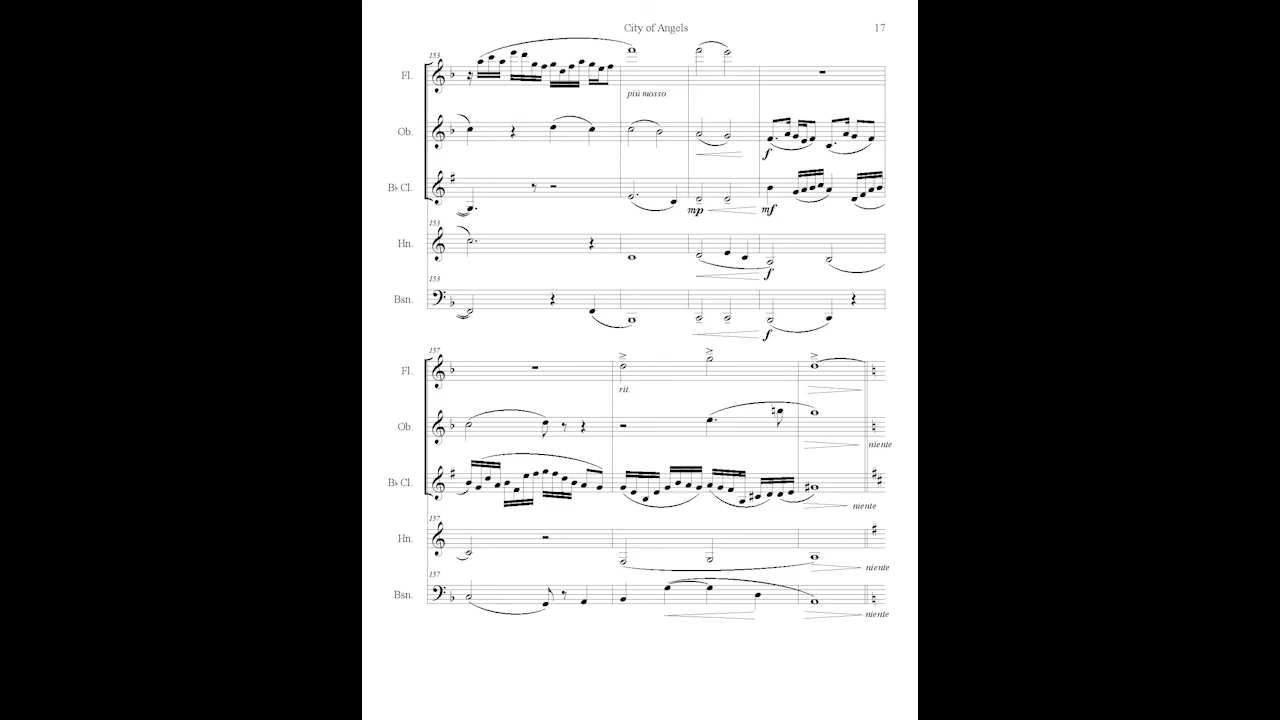 City of Angels 17
153
Fl.
più mosso
Ob.
f
B♭ Cl.
mp mf
153
Hn.
f
153
Bsn.
f
157
Fl.
rit.
Ob.
niente
B♭ Cl.
niente
157
Hn.
niente
157
Bsn.
niente